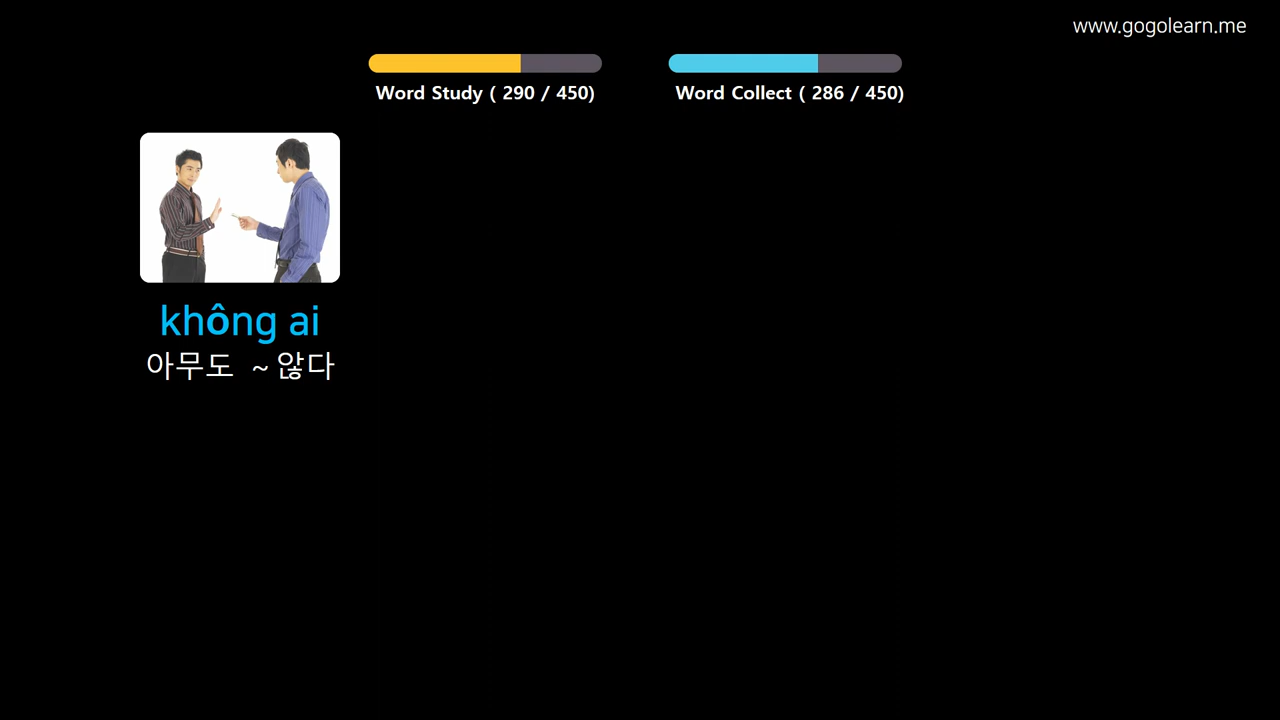 www.gogolearn.me
Word Study ( 290 / 450)
Word Collect ( 286 / 450)
không ai
아무도 ~않다